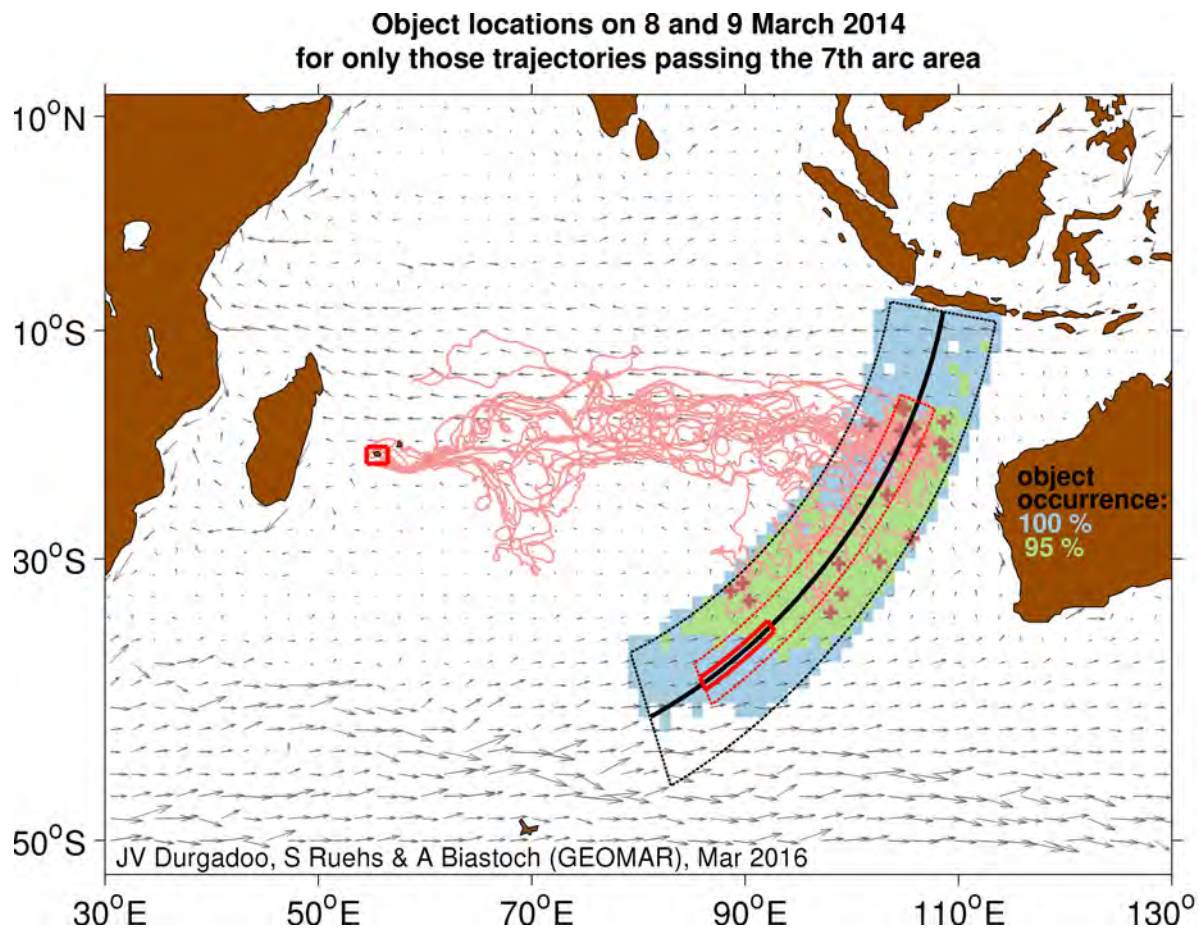 Object locations on 8 and 9 March 2014
for only those trajectories passing the 7th arc area
10°N
10°S
object
occurrence:
100 %
95 %
30°S
50°S
JV Durgadoo, S Ruehs & A Biastoch (GEOMAR), Mar 2016
30°E 50°E 70°E 90°E 110°E 130°